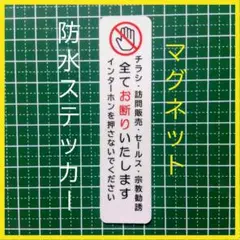 マグネット
チラシ・訪問販売・セールス・宗教勧誘
全てお断りいたします
インターホンを押さないでください
防水ステッカー